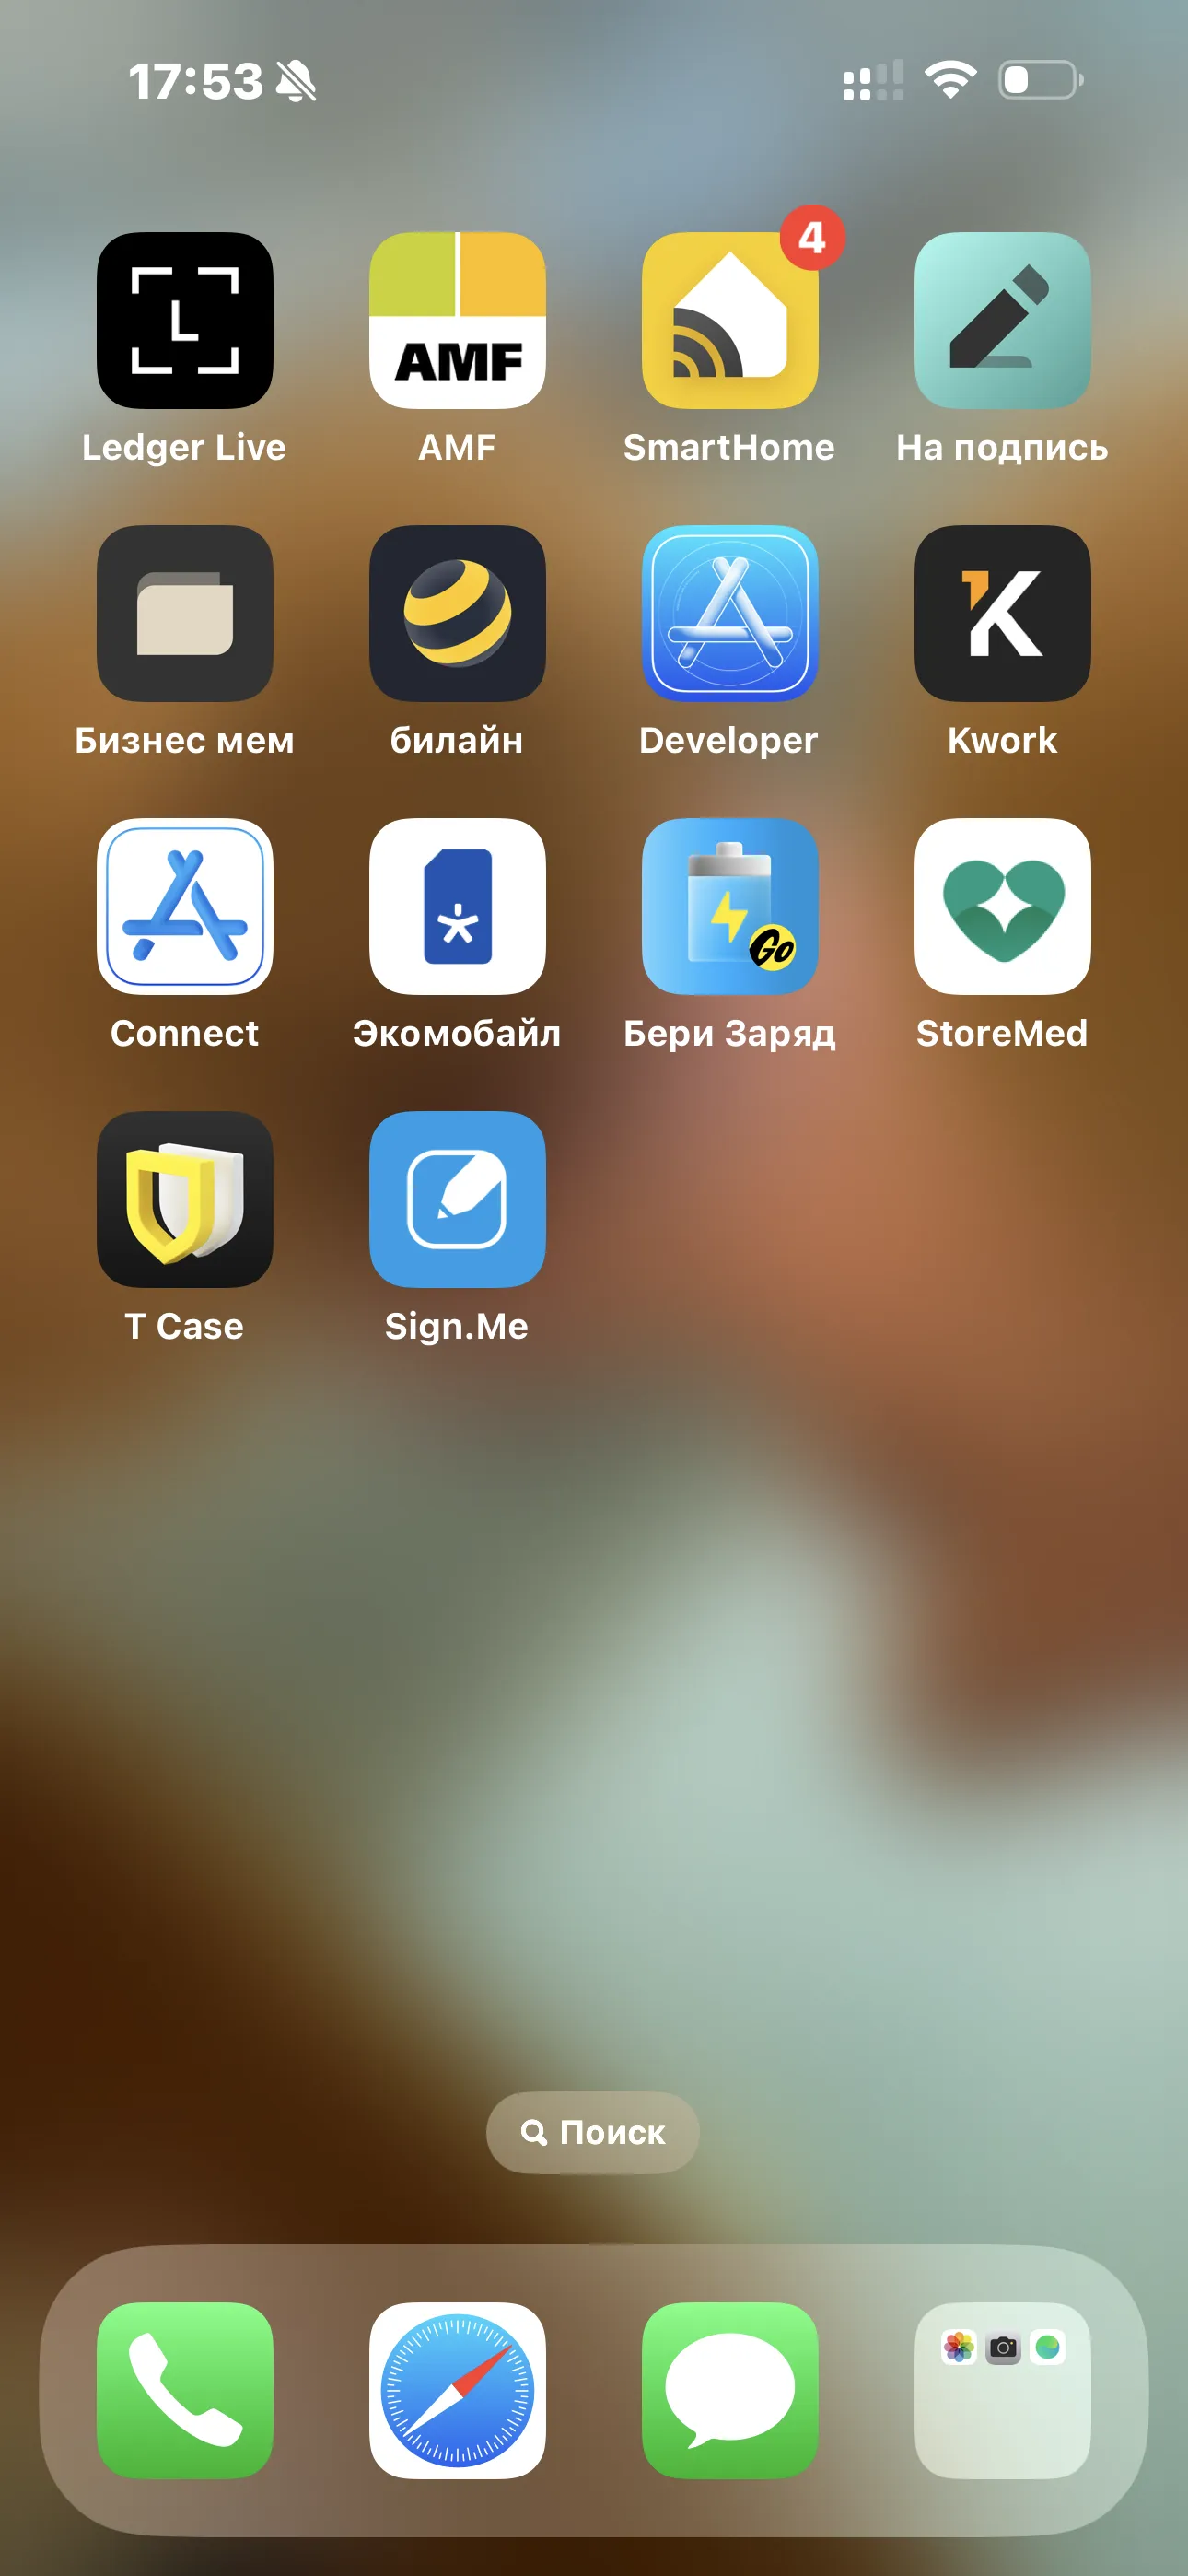 17:53
4
L
AMF
Ledger Live
AMF
SmartHome
На подпись
K
Бизнес мем
билайн
Developer
Kwork
Go
Connect
Экомобайл
Бери Заряд
StoreMed
T Case
Sign.Me
Поиск